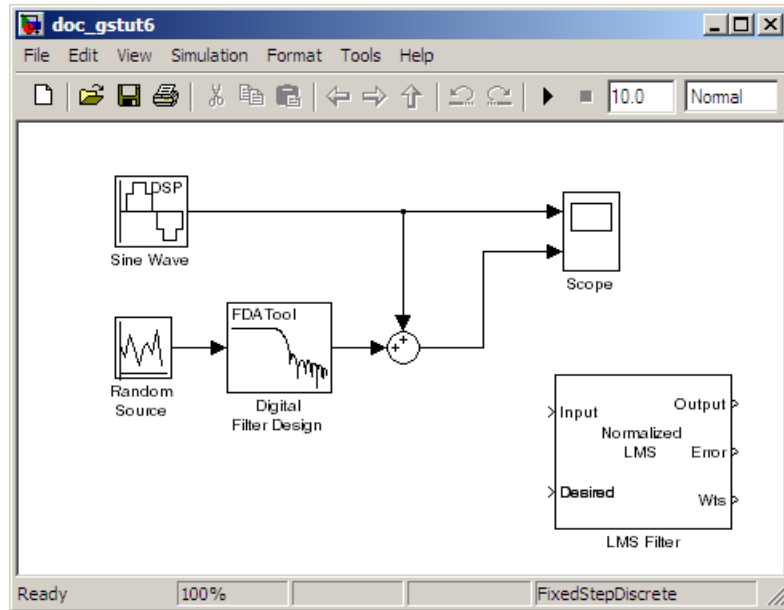 doc_gstut6
File Edit View Simulation Format Tools Help
10.0 Normal
DSP
Sine Wave
Scope
FDATool
Random
Source
Digital
Filter Design
Input
Output
Normalized
LMS
Error
Desired
Wts
LMS Filter
Ready 100% FixedStepDiscrete